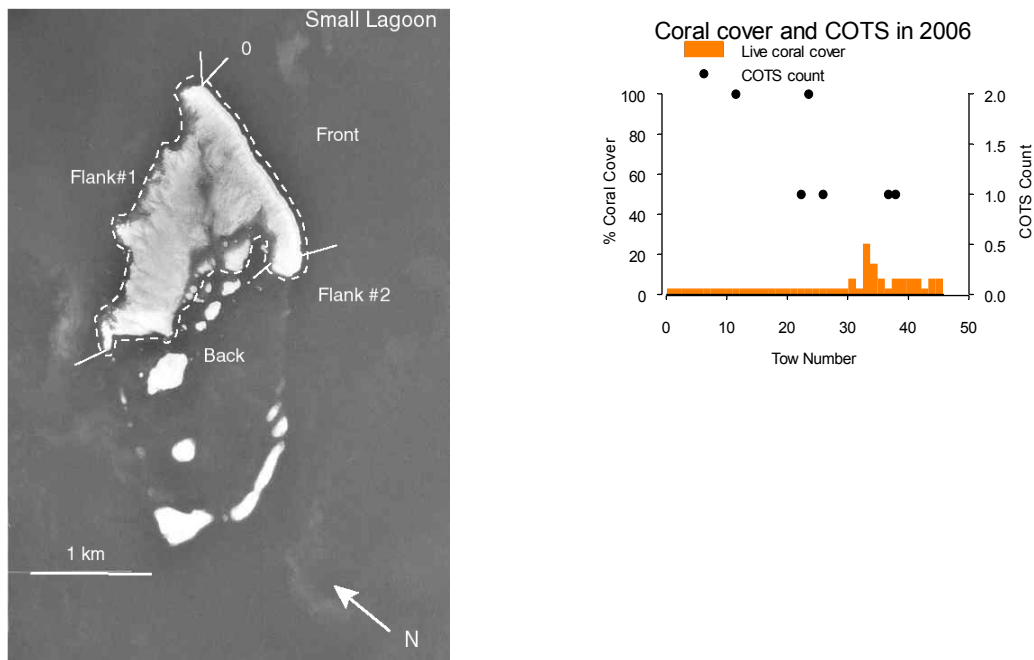 Small Lagoon
0
Front
Flank#1
Flank #2
Back
1 km
N
Coral cover and COTS in 2006
Live coral cover
COTS count
100
80
60
40
20
0
% Coral Cover
2.0
1.5
1.0
0.5
0.0
COTS Count
0 10 20 30 40 50
Tow Number